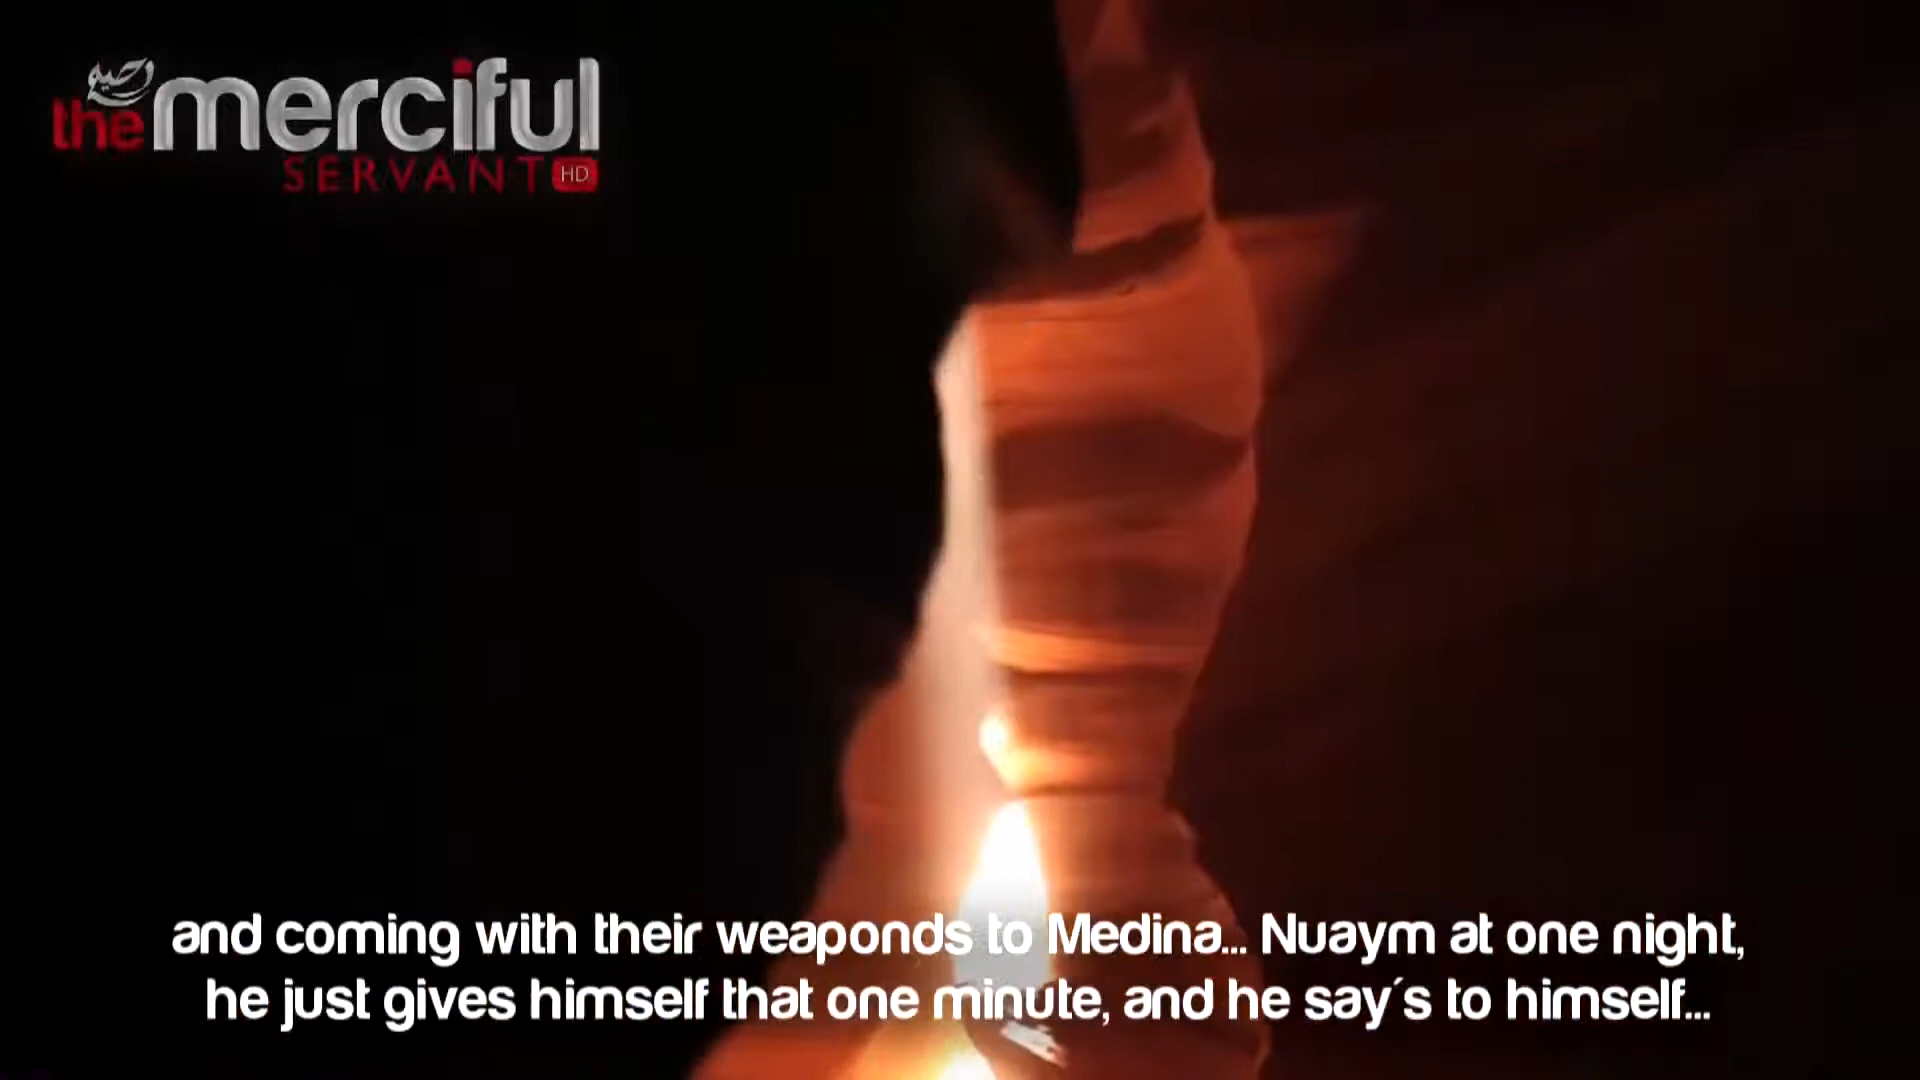 the merciful
SERVANT HD
and coming with their weaponds to Medina... Nuaym at one night,
he just gives himself that one minute, and he say´s to himself...